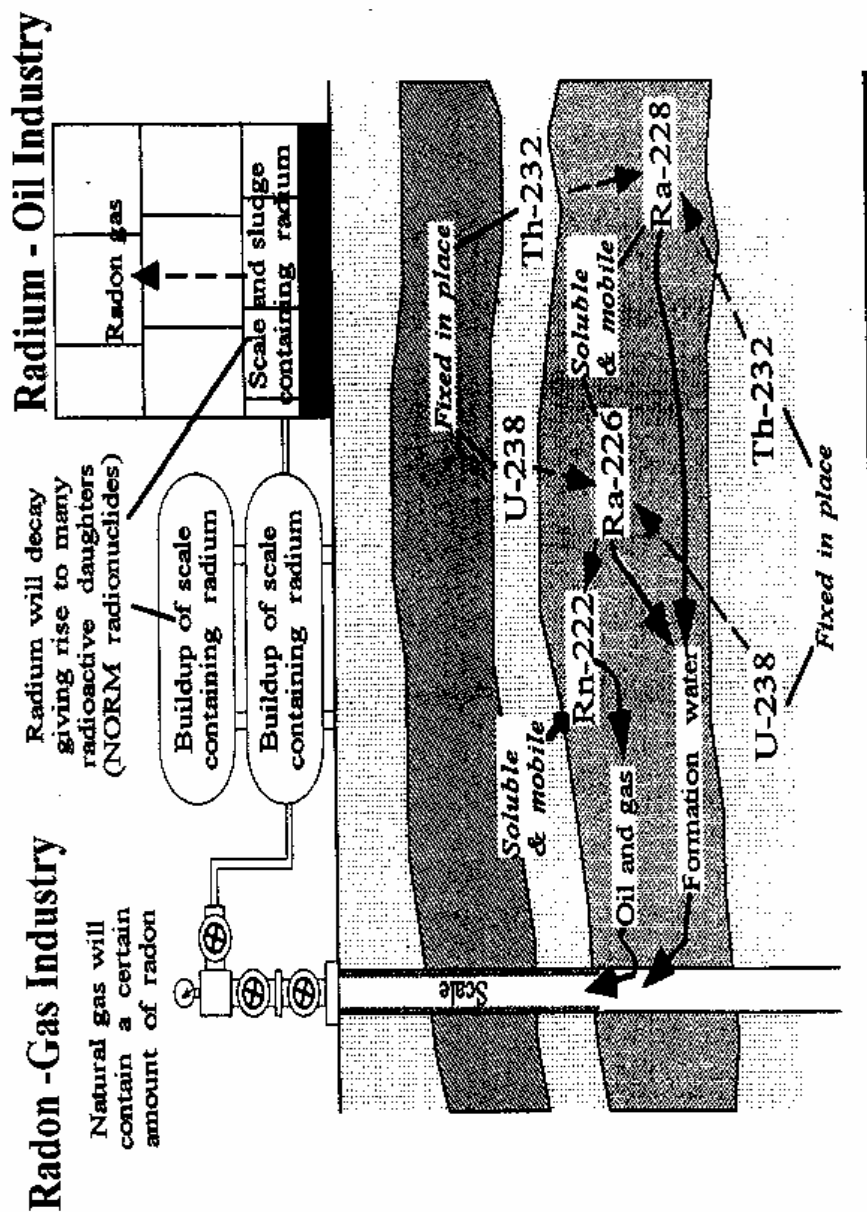 Radon -Gas Industry
Radium - Oil Industry
Natural gas will
contain a certain
amount of radon
Radium will decay
giving rise to many
radioactive daughters
(NORM radionuclides)
Buildup of scale
containing radium
Buildup of scale
containing radium
Radon gas
Scale and sludge
containing radium
Scale
Fixed in place
U-238
Th-232
Soluble
& mobile
Rn-222
Ra-226
Soluble
& mobile
Ra-228
Oil and gas
Formation water
U-238
Th-232
Fixed in place